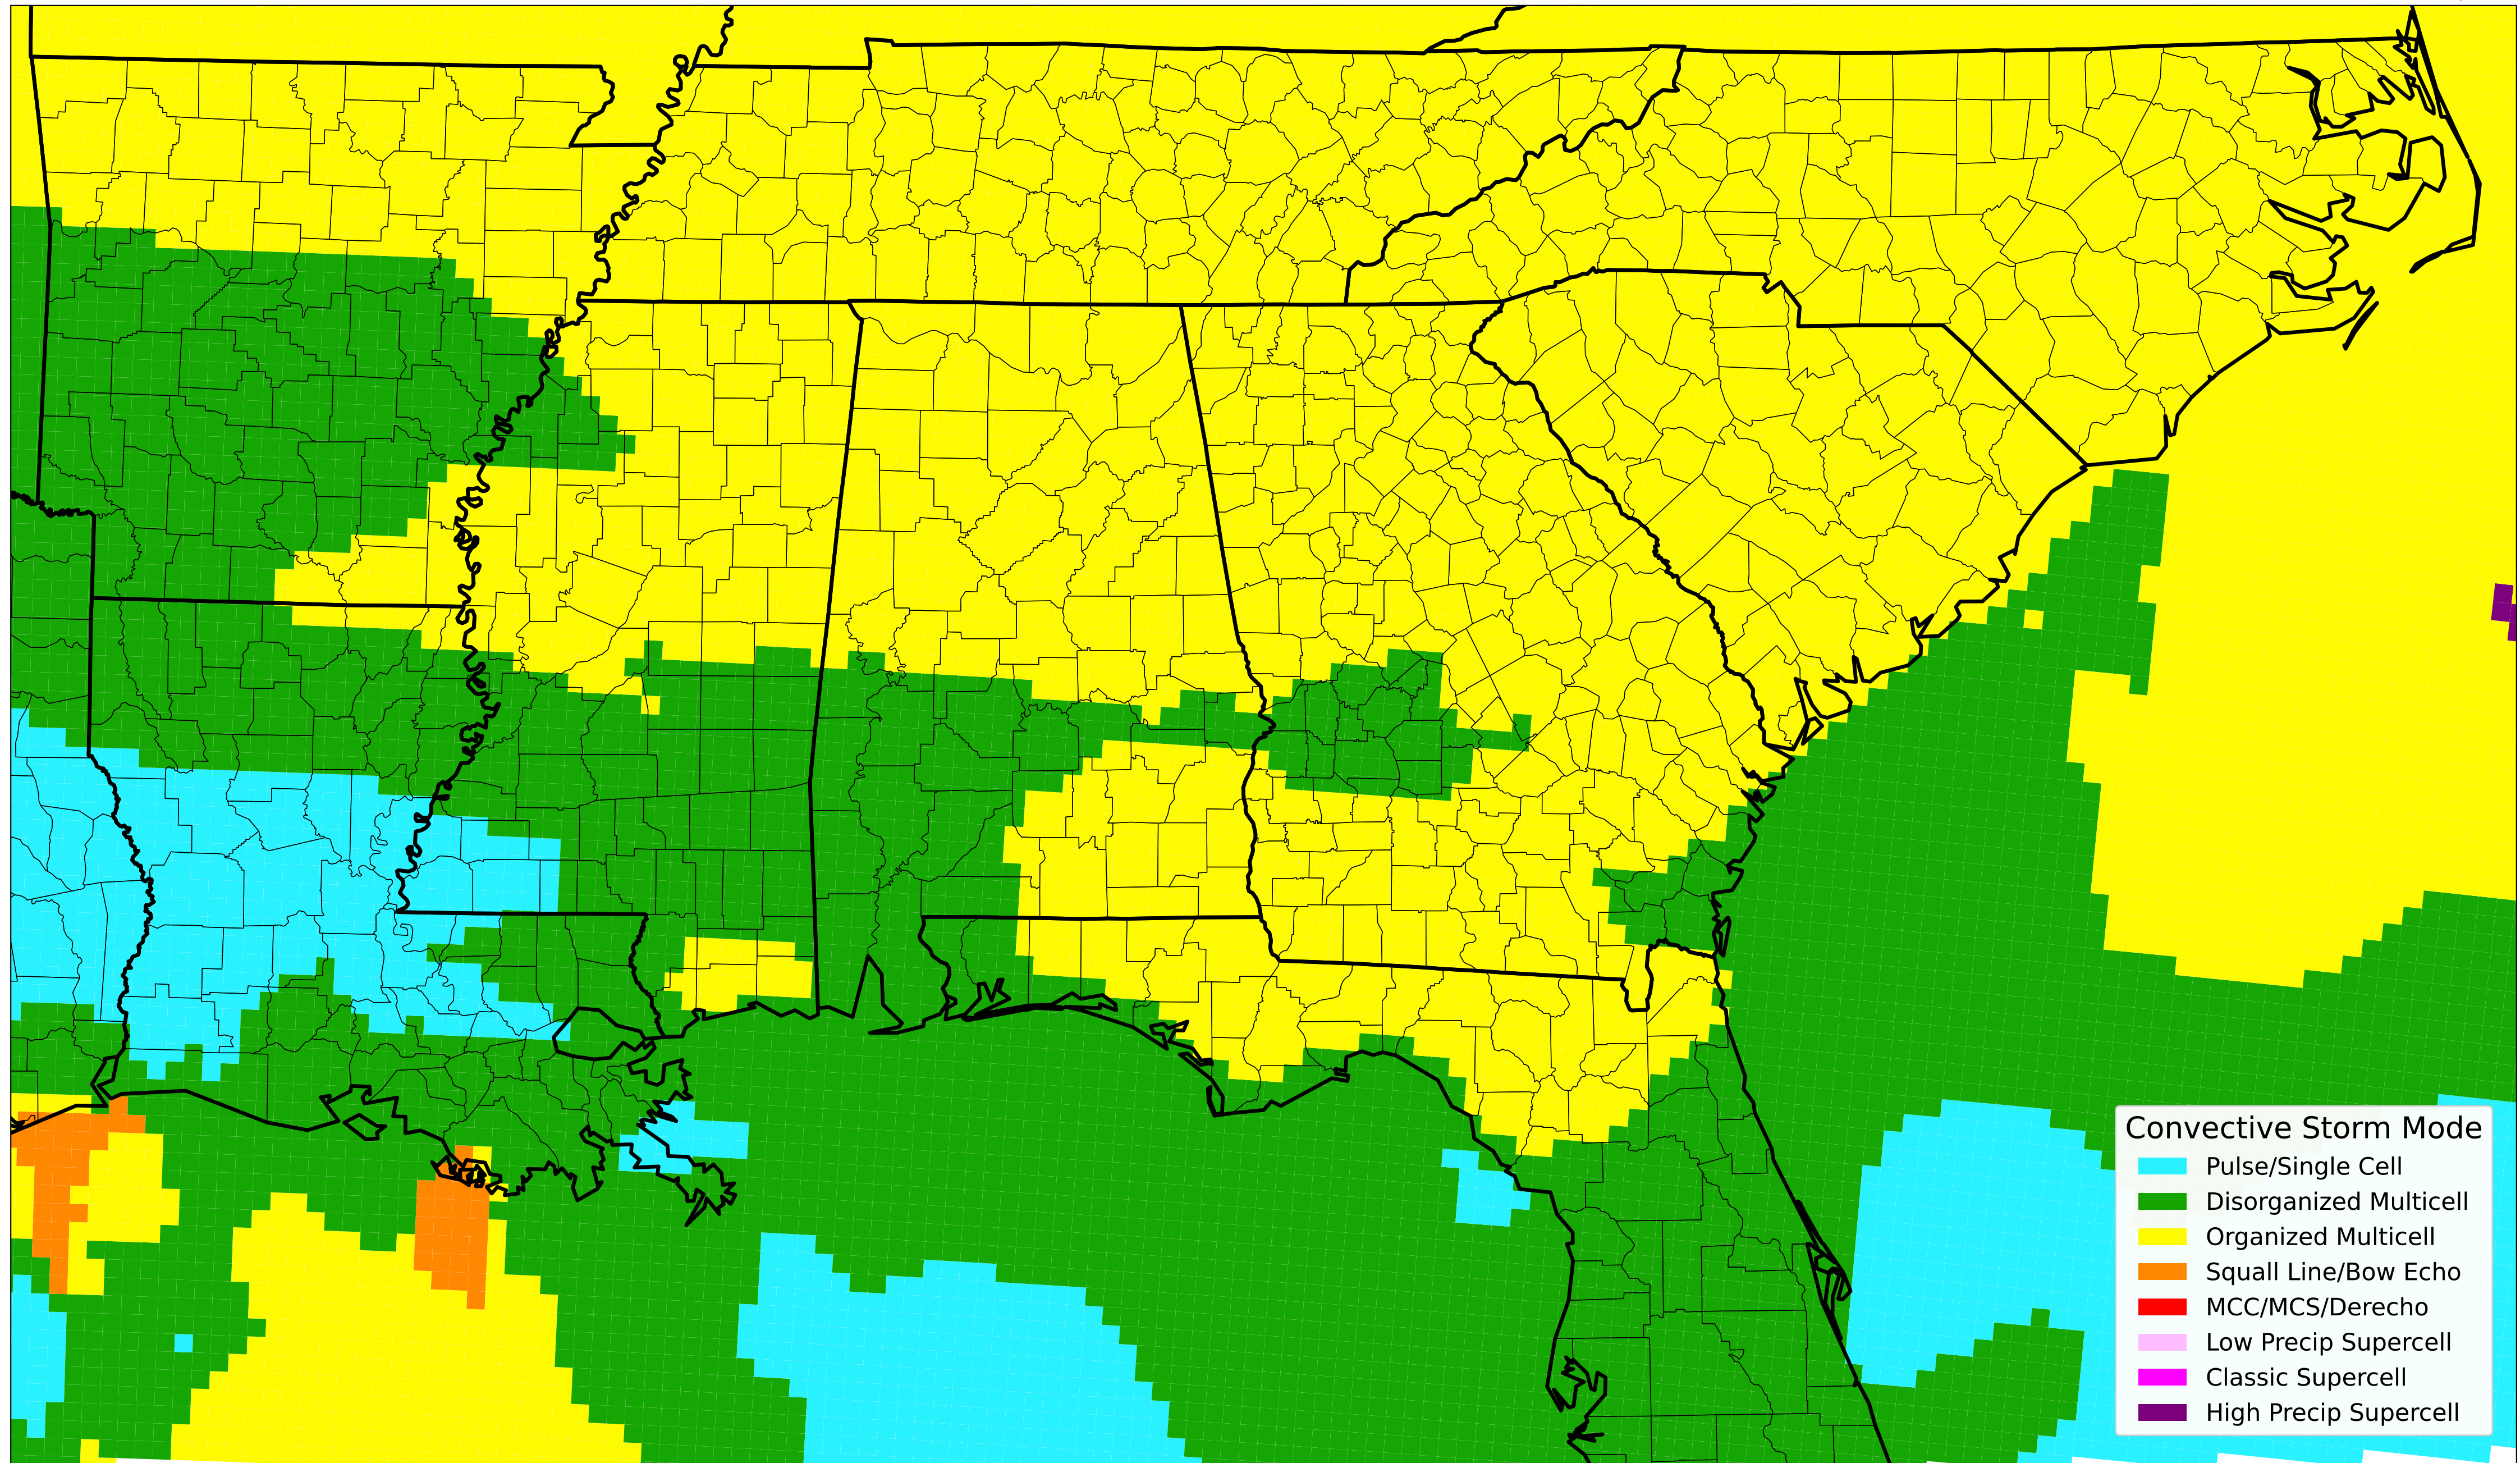 Convective Storm Mode
Pulse/Single Cell
Disorganized Multicell
Organized Multicell
Squall Line/Bow Echo
MCC/MCS/Derecho
Low Precip Supercell
Classic Supercell
High Precip Supercell